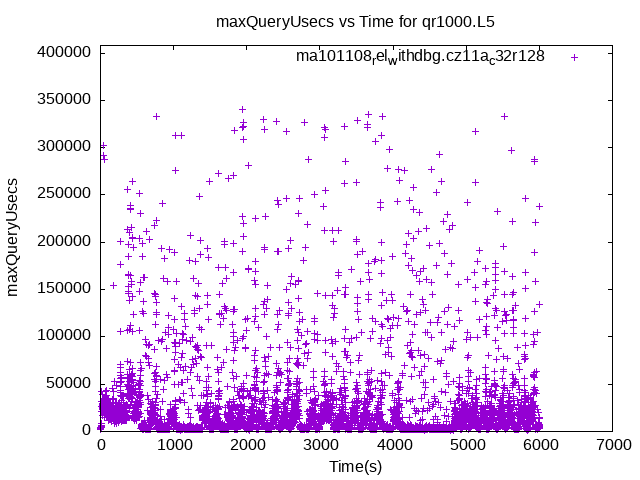 maxQueryUsecs vs Time for qr1000.L5
ma101108relwithdbg.cz11ac32r128
400000
350000
300000
250000
200000
150000
100000
50000
0
maxQueryUsecs
0 1000 2000 3000 4000 5000 6000 7000
Time(s)